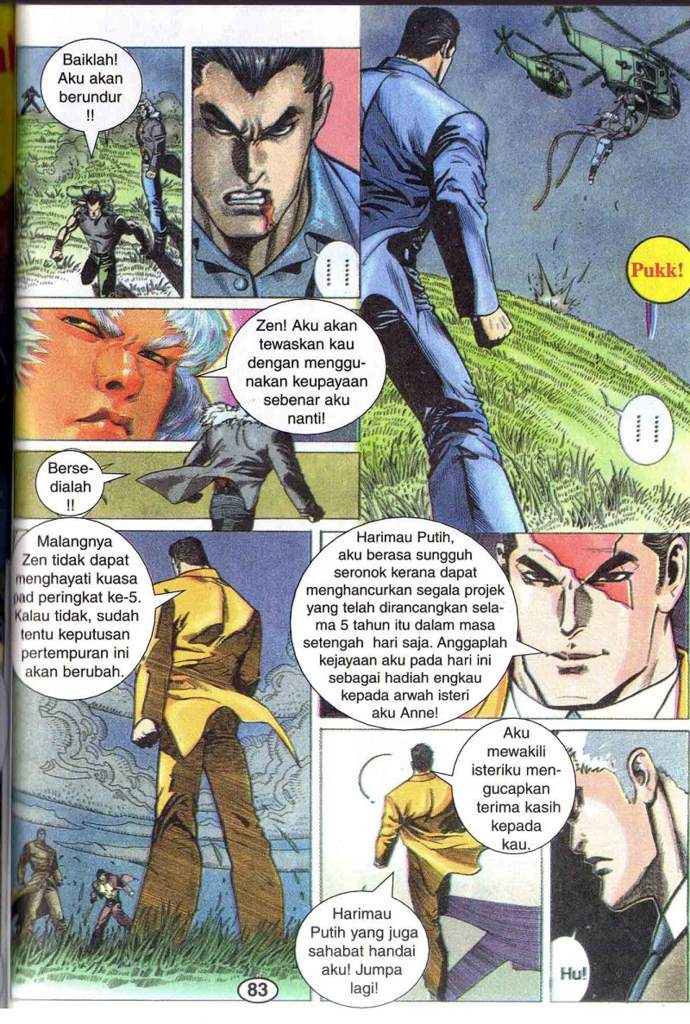 Baiklah!
Aku akan
berundur
!!
Pukk!
Zen! Aku akan
tewaskan kau
dengan menggu-
nakan keupayaan
sebenar aku
nanti!
Berse-
dialah
!!
Malangnya
Zen tidak dapat
menghayati kuasa
pad peringkat ke-5.
Kalau tidak, sudah
tentu keputusan
pertempuran ini
akan berubah.
Harimau Putih,
aku berasa sungguh
seronok kerana dapat
menghancurkan segala projek
yang telah dirancangkan sela-
ma 5 tahun itu dalam masa
setengah hari saja. Anggaplah
kejayaan aku pada hari ini
sebagai hadiah engkau
kepada arwah isteri
aku Anne!
Aku
mewakili
isteriku men-
gucapkan
terima kasih
kepada
kau.
Harimau
Putih yang juga
sahabat handai
aku! Jumpa
lagi!
Hu!
83